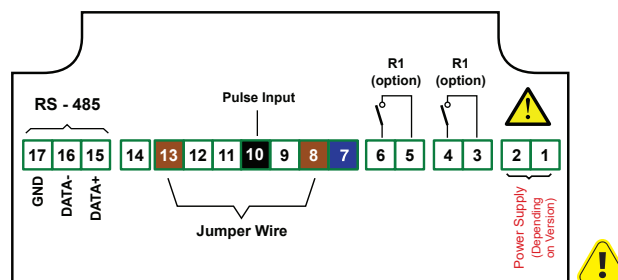 R1
(option)
R1
(option)
RS - 485
Pulse Input
17 16 15 14 13 12 11 10 9 8 7 6 5 4 3 2 1
GND
DATA-
DATA+
Jumper Wire
Power Supply
(Depending
on Version)